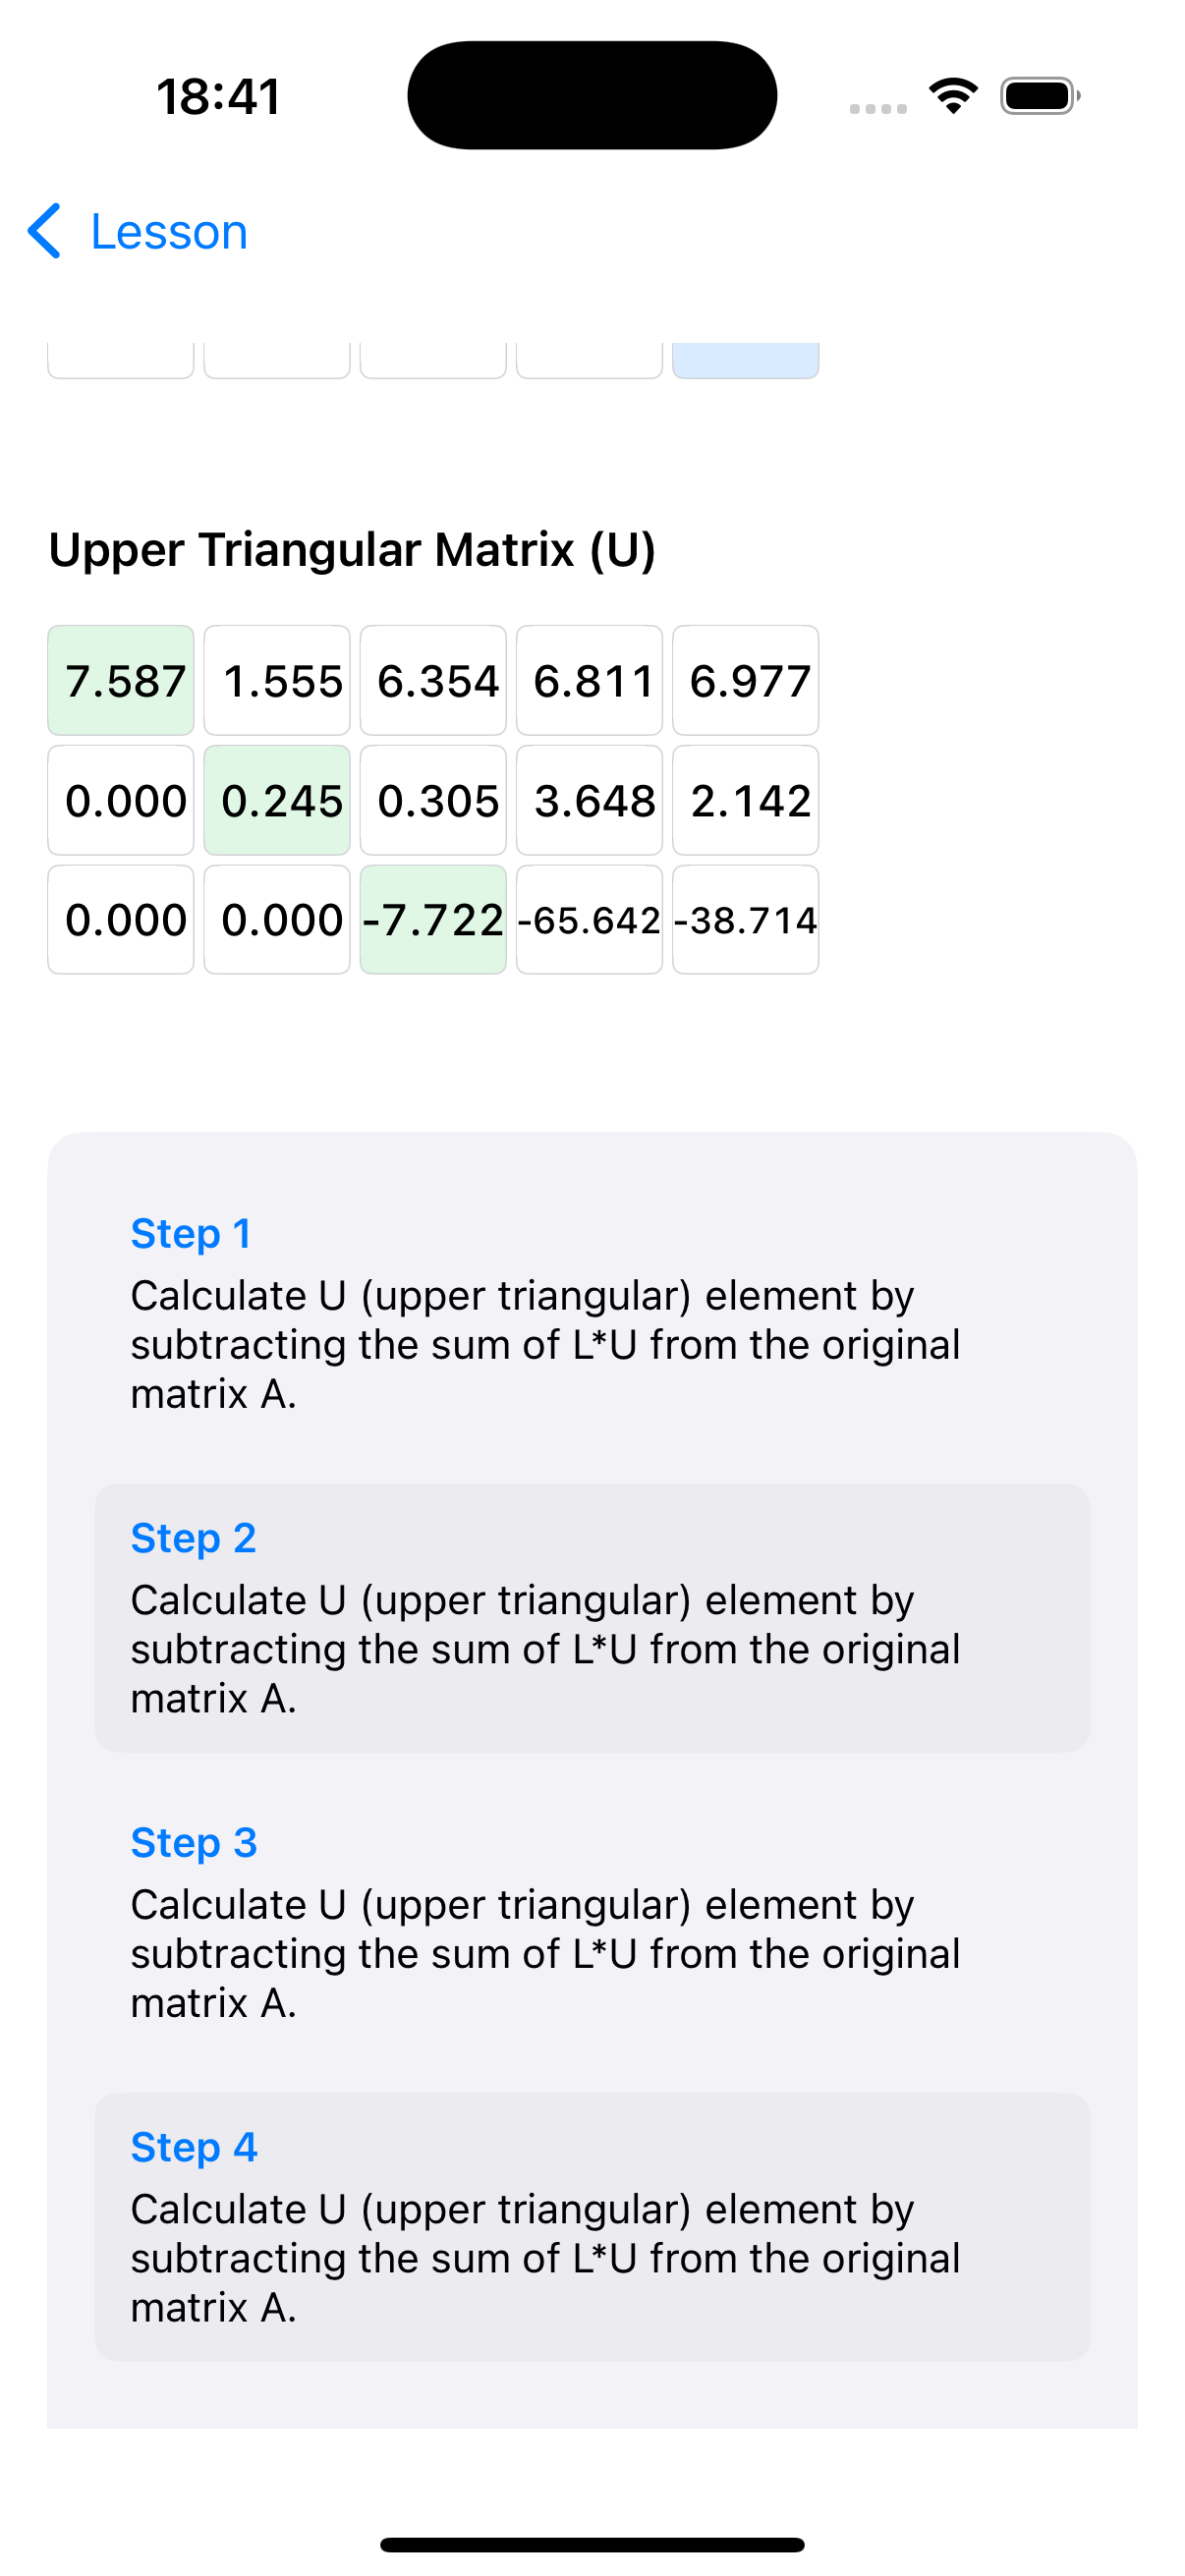 18:41
Lesson
Upper Triangular Matrix (U)
7.587 1.555 6.354 6.811 6.977
0.000 0.245 0.305 3.648 2.142
0.000 0.000 -7.722 -65.642 -38.714
Step 1
Calculate U (upper triangular) element by
subtracting the sum of L*U from the original
matrix A.
Step 2
Calculate U (upper triangular) element by
subtracting the sum of L*U from the original
matrix A.
Step 3
Calculate U (upper triangular) element by
subtracting the sum of L*U from the original
matrix A.
Step 4
Calculate U (upper triangular) element by
subtracting the sum of L*U from the original
matrix A.